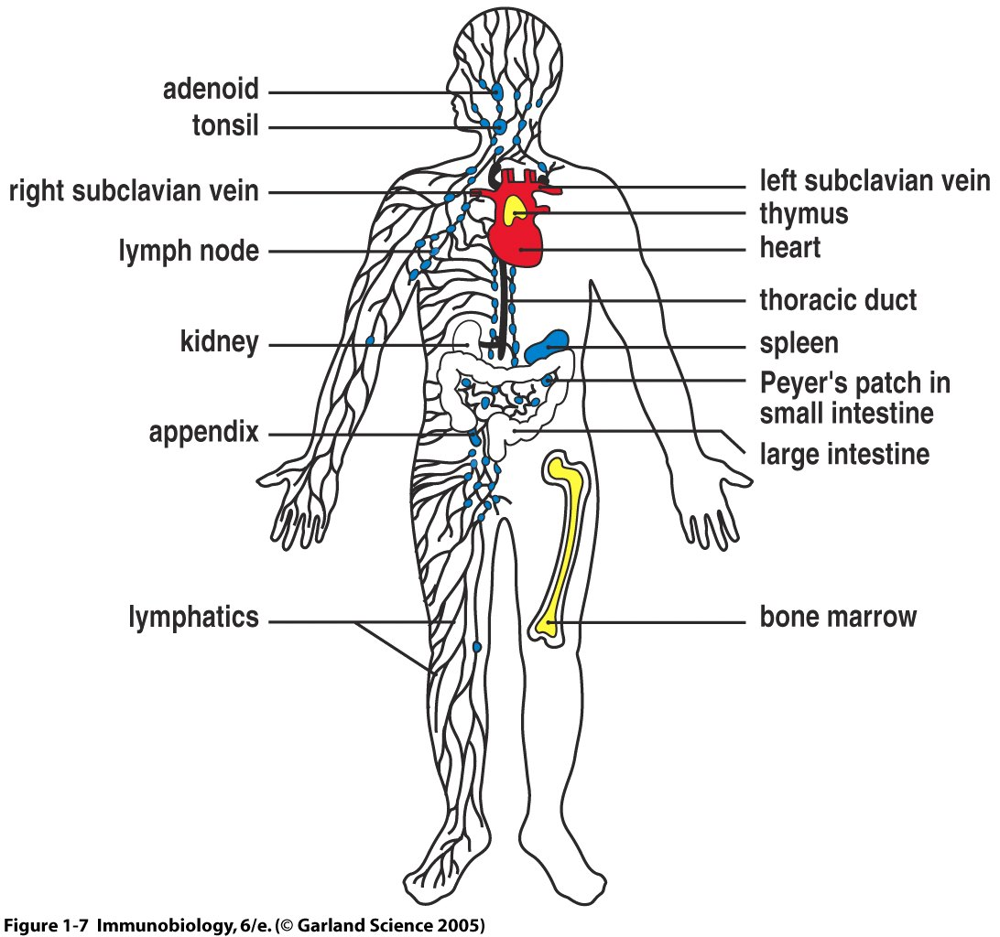 adenoid
tonsil
right subclavian vein
lymph node
kidney
appendix
lymphatics
left subclavian vein
thymus
heart
thoracic duct
spleen
Peyer's patch in
small intestine
large intestine
bone marrow
Figure 1-7 Immunobiology, 6/e. (© Garland Science 2005)